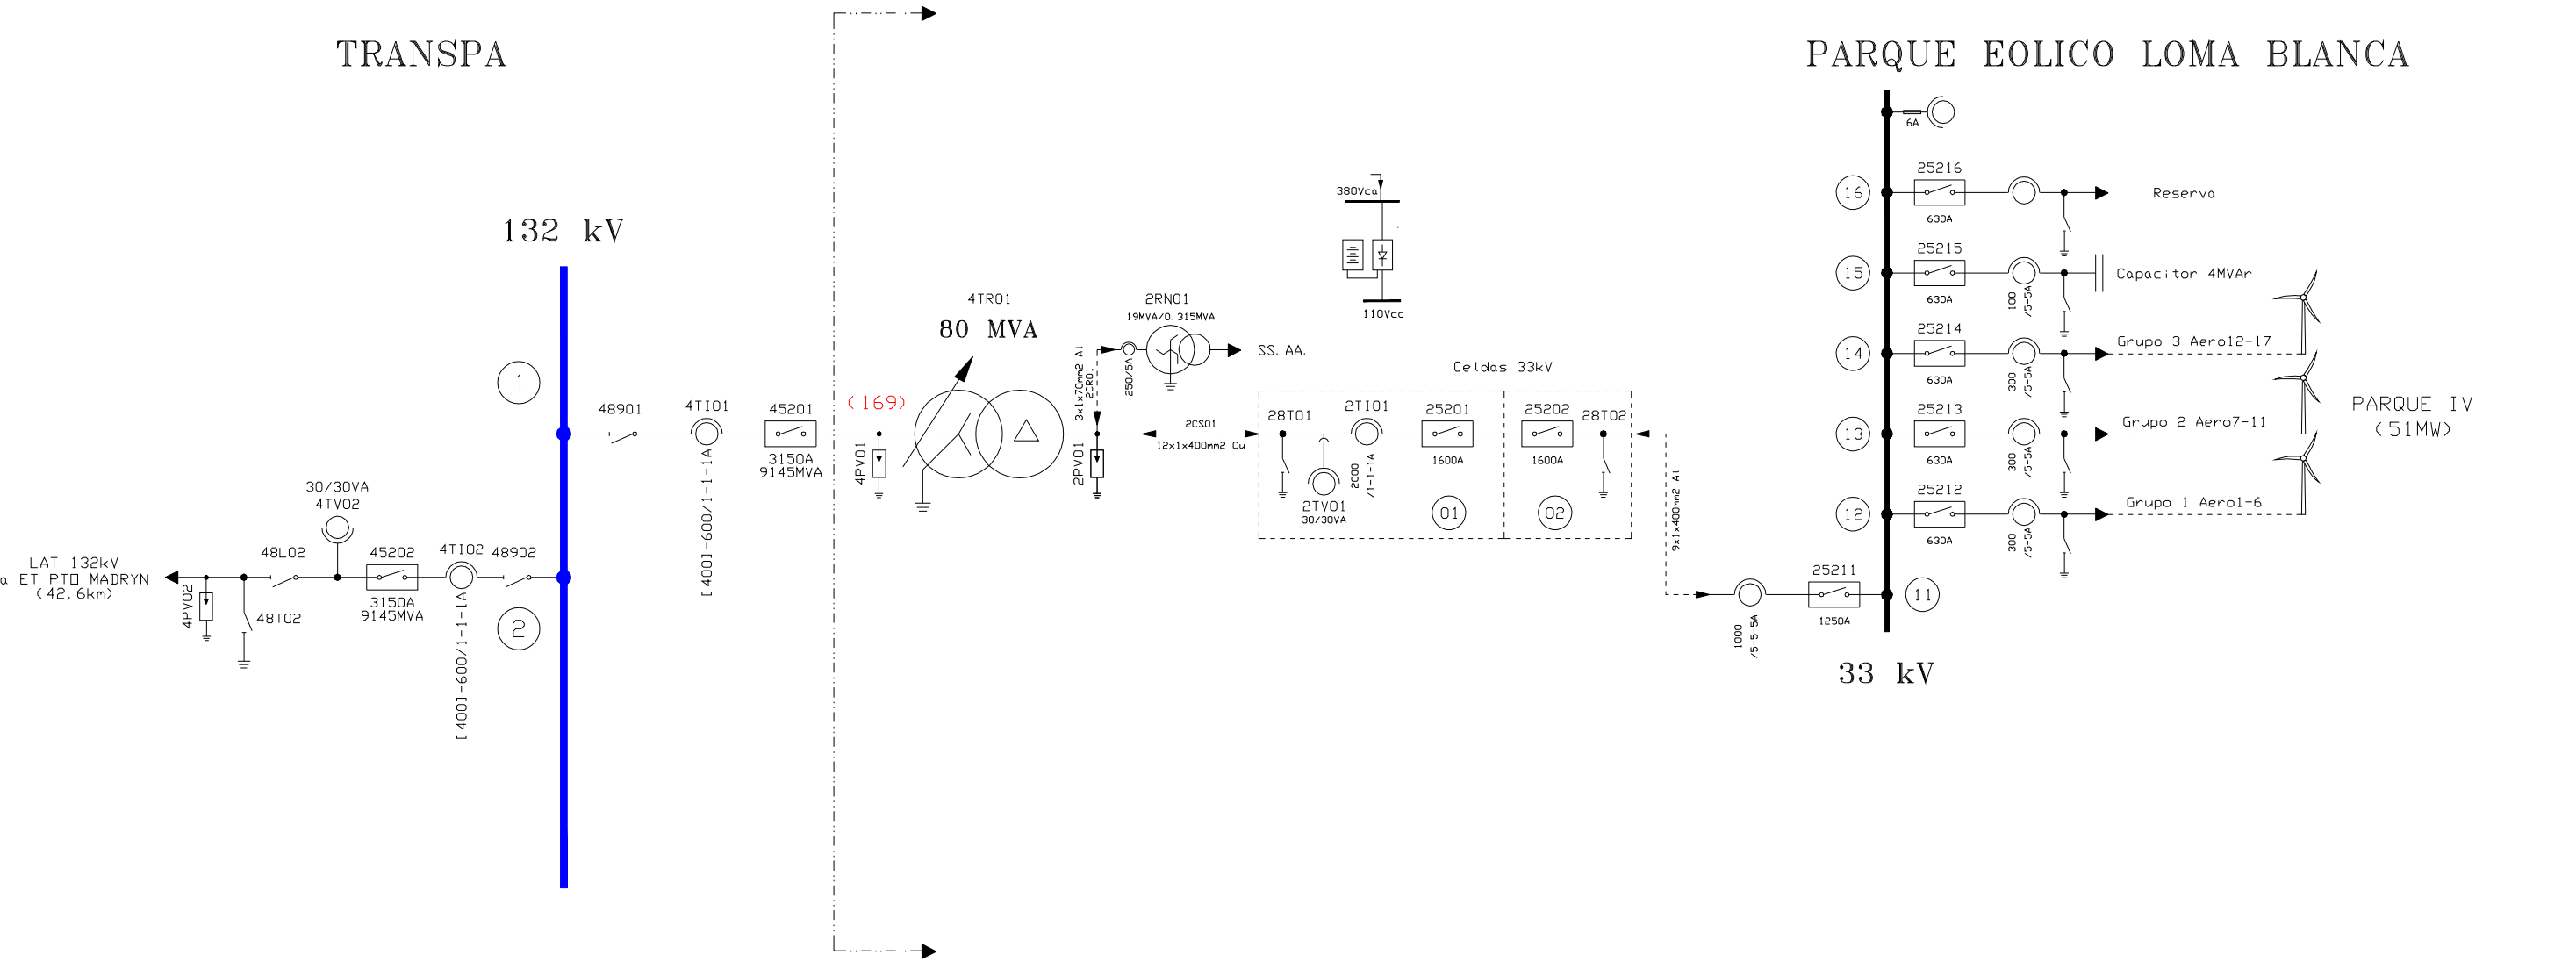 TRANSPA
PARQUE EOLICO LOMA BLANCA
132 kV
1
2
48901
4TI01
[400]-600/1-1-1A
45201
3150A
9145MVA
(169)
4PV01
4TR01
80 MVA
2PV01
3x1x70mm2 Al
2CR01
250/5A
2RN01
19MVA/0.315MVA
SS. AA.
2CS01
12x1x400mm2 Cu
380Vca
110Vcc
Celdas 33kV
28T01
2TV01
30/30VA
2TI01
2000
/1-1-1A
25201
1600A
01
25202
1600A
02
28T02
9x1x400mm2 Al
1000
/5-5-5A
25211
1250A
11
33 kV
6A
16
25216
630A
Reserva
15
25215
630A
100
/5-5A
Capacitor 4MVAr
14
25214
630A
300
/5-5A
Grupo 3 Aero12-17
13
25213
630A
300
/5-5A
Grupo 2 Aero7-11
12
25212
630A
300
/5-5A
Grupo 1 Aero1-6
PARQUE IV
(51MW)
LAT 132kV
a ET PTO MADRYN
(42,6km)
4PV02
48T02
48L02
30/30VA
4TV02
45202
3150A
9145MVA
4TI02
[400]-600/1-1-1A
48902